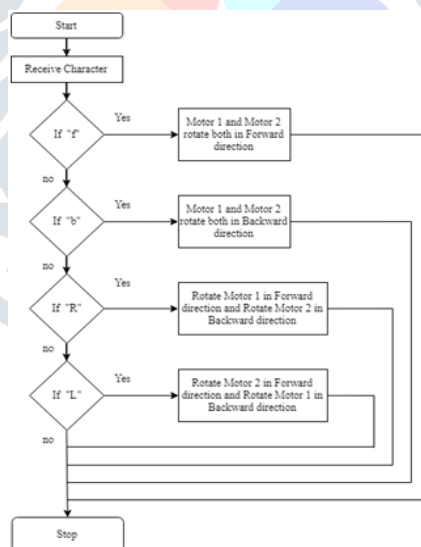 Start
Receive Character
If "f"
Yes
Motor 1 and Motor 2
rotate both in Forward
direction
no
If "b"
Yes
Motor 1 and Motor 2
rotate both in Backward
direction
no
If "R"
Yes
Rotate Motor 1 in Forward
direction and Rotate Motor 2 in
Backward direction
no
If "L"
Yes
Rotate Motor 2 in Forward
direction and Rotate Motor 1 in
Backward direction
no
Stop